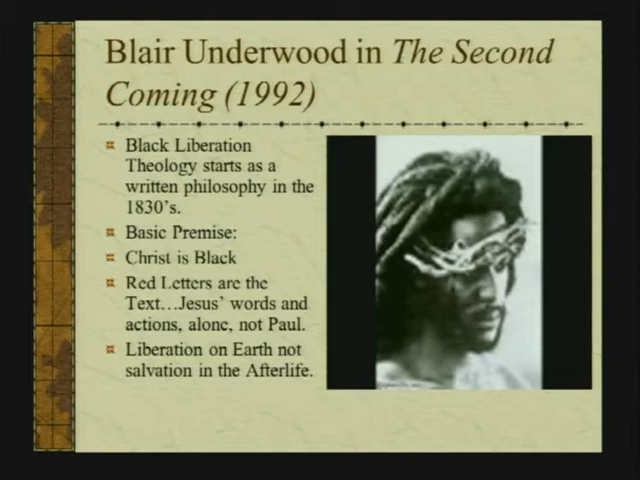 Blair Underwood in The Second
Coming (1992)
Black Liberation
Theology starts as a
written philosophy in the
1830's.
Basic Premise:
Christ is Black
Red Letters are the
Text…Jesus' words and
actions, alone, not Paul.
Liberation on Earth not
salvation in the Afterlife.